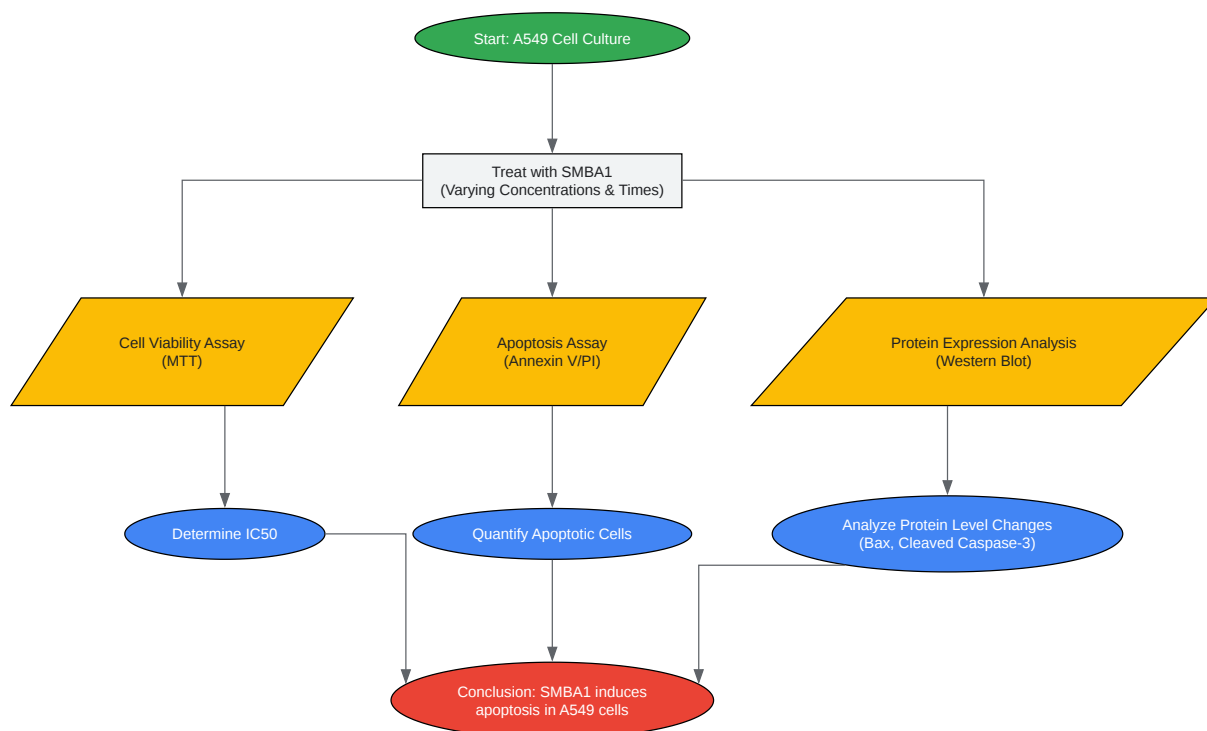 Start: A549 Cell Culture
Treat with SMBA1
(Varying Concentrations & Times)
Cell Viability Assay
(MTT)
Apoptosis Assay
(Annexin V/PI)
Protein Expression Analysis
(Western Blot)
Determine IC50
Quantify Apoptotic Cells
Analyze Protein Level Changes
(Bax, Cleaved Caspase-3)
Conclusion: SMBA1 induces
apoptosis in A549 cells